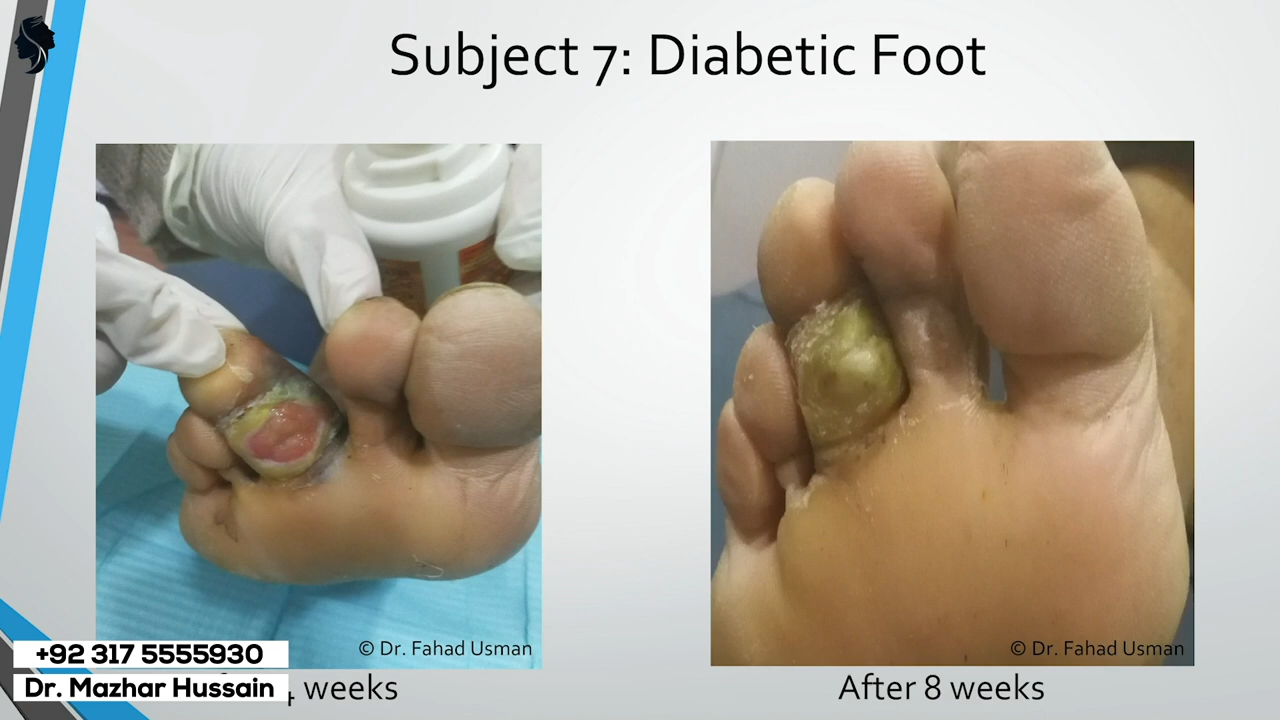 Subject 7: Diabetic Foot
© Dr. Fahad Usman
© Dr. Fahad Usman
+92 317 5555930
Dr. Mazhar Hussain
4 weeks
After 8 weeks